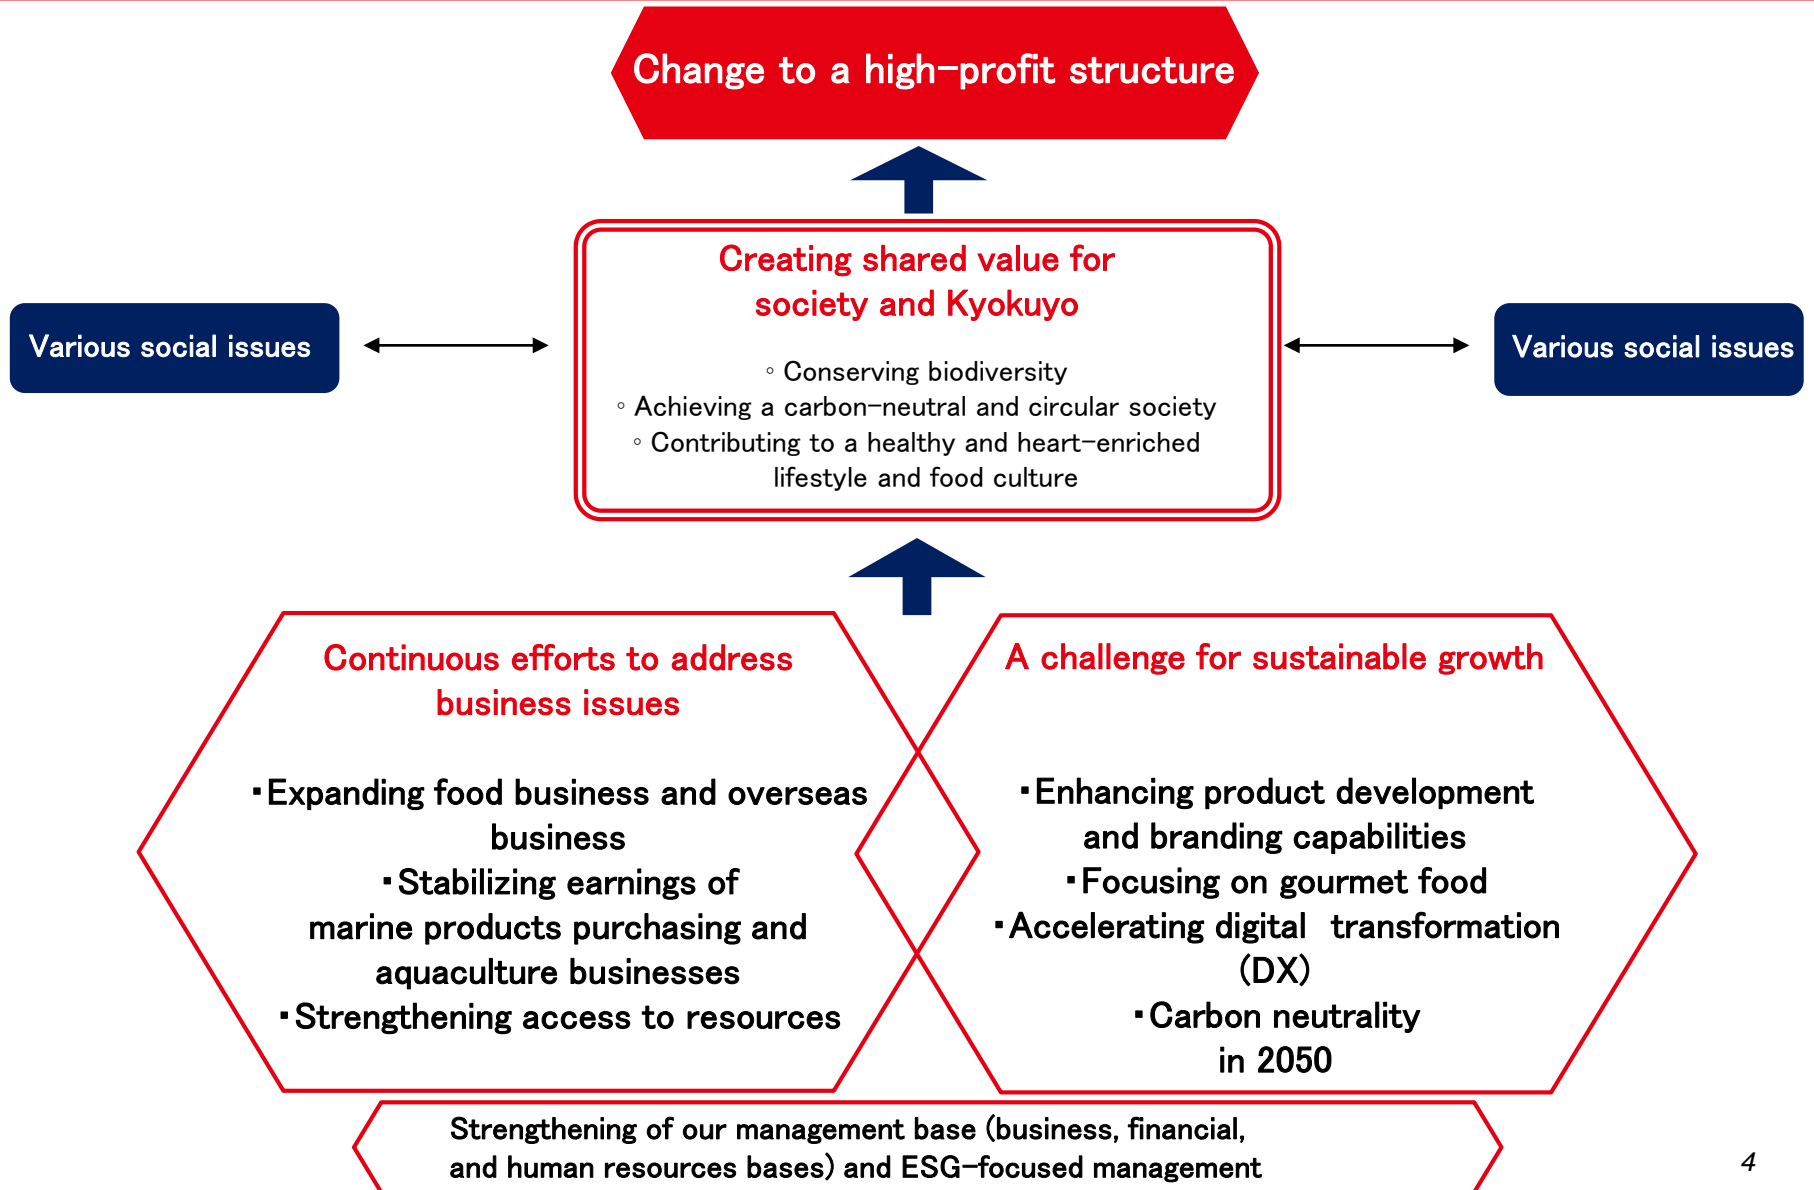 Change to a high-profit structure
Creating shared value for
society and Kyokuyo
Various social issues
◦ Conserving biodiversity
◦ Achieving a carbon-neutral and circular society
◦ Contributing to a healthy and heart-enriched
lifestyle and food culture
Various social issues
Continuous efforts to address
business issues
▪Expanding food business and overseas
business
▪Stabilizing earnings of
marine products purchasing and
aquaculture businesses
▪Strengthening access to resources
A challenge for sustainable growth
▪Enhancing product development
and branding capabilities
▪Focusing on gourmet food
▪Accelerating digital transformation
(DX)
▪Carbon neutrality
in 2050
Strengthening of our management base (business, financial,
and human resources bases) and ESG-focused management
4